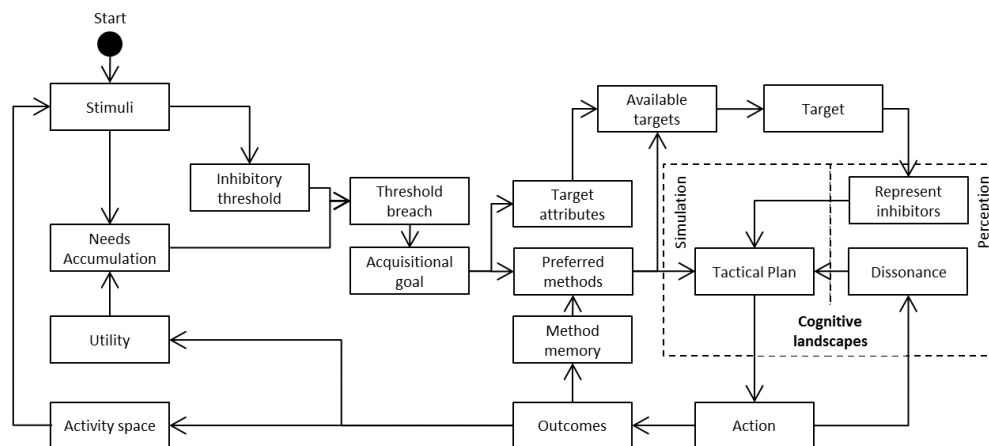 Start
Stimuli
Available
targets
Target
Inhibitory
threshold
Threshold
breach
Target
attributes
Simulation
Represent
inhibitors
Perception
Needs
Accumulation
Acquisitional
goal
Preferred
methods
Tactical Plan
Dissonance
Utility
Method
memory
Cognitive
landscapes
Activity space
Outcomes
Action